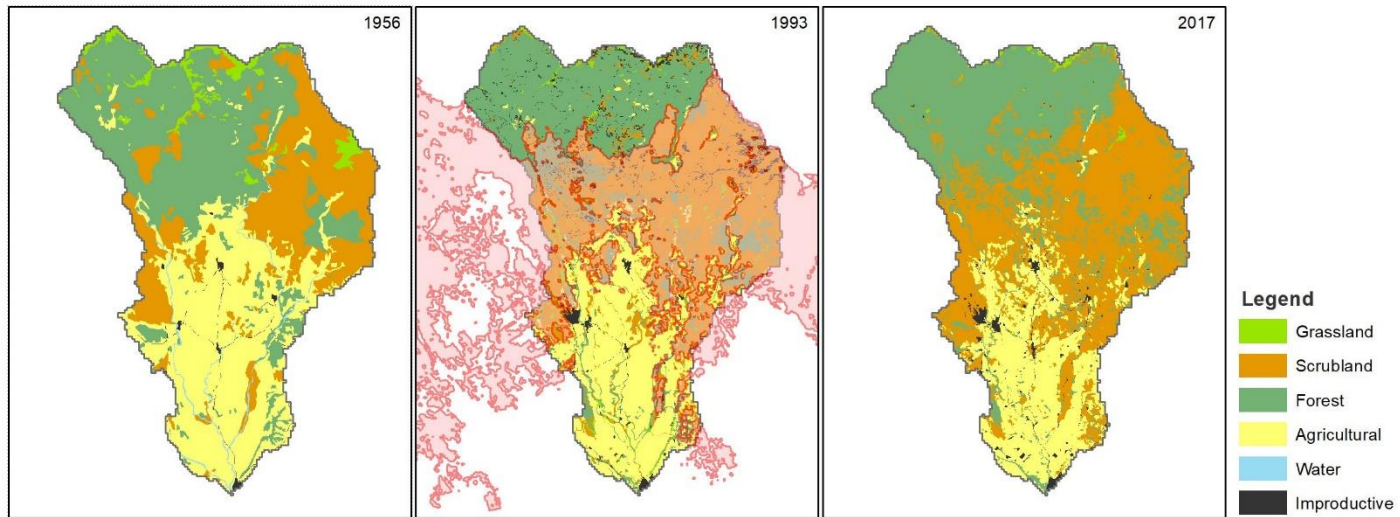 1956
1993
2017
Legend
Grassland
Scrubland
Forest
Agricultural
Water
Improductive